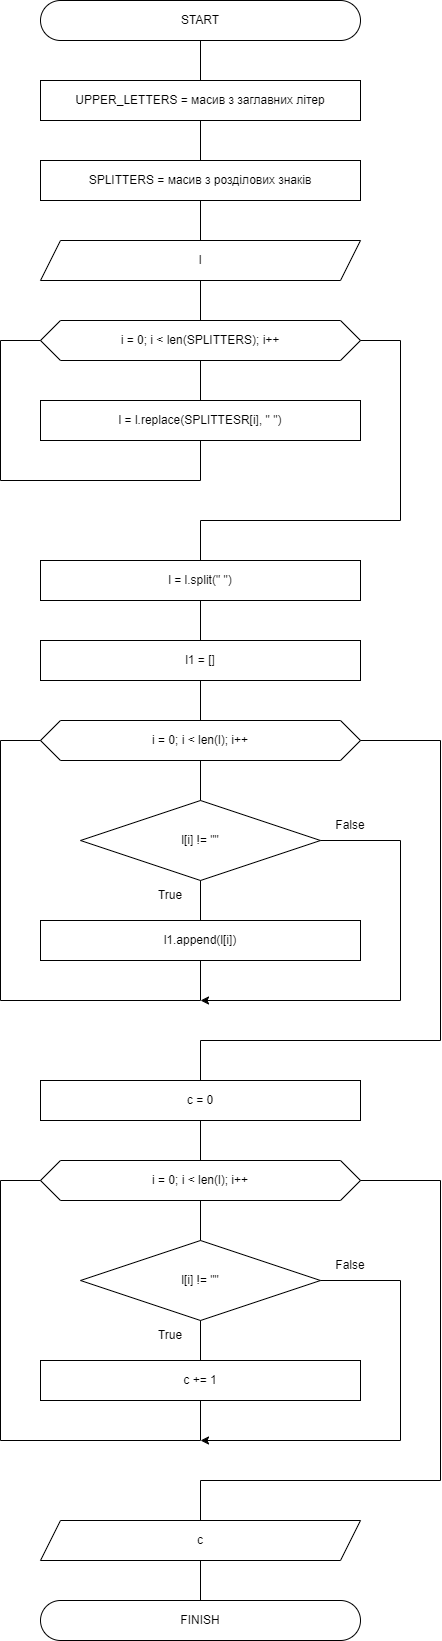 START
UPPER_LETTERS = масив з заглавних літер
SPLITTERS = масив з розділових знаків
l
i = 0; i < len(SPLITTERS); i++
l = l.replace(SPLITTESR[i], " ")
l = l.split(" ")
l1 = []
i = 0; i < len(l); i++
l[i] != ""
False
True
l1.append(l[i])
c = 0
i = 0; i < len(l); i++
l[i] != ""
False
True
c += 1
c
FINISH